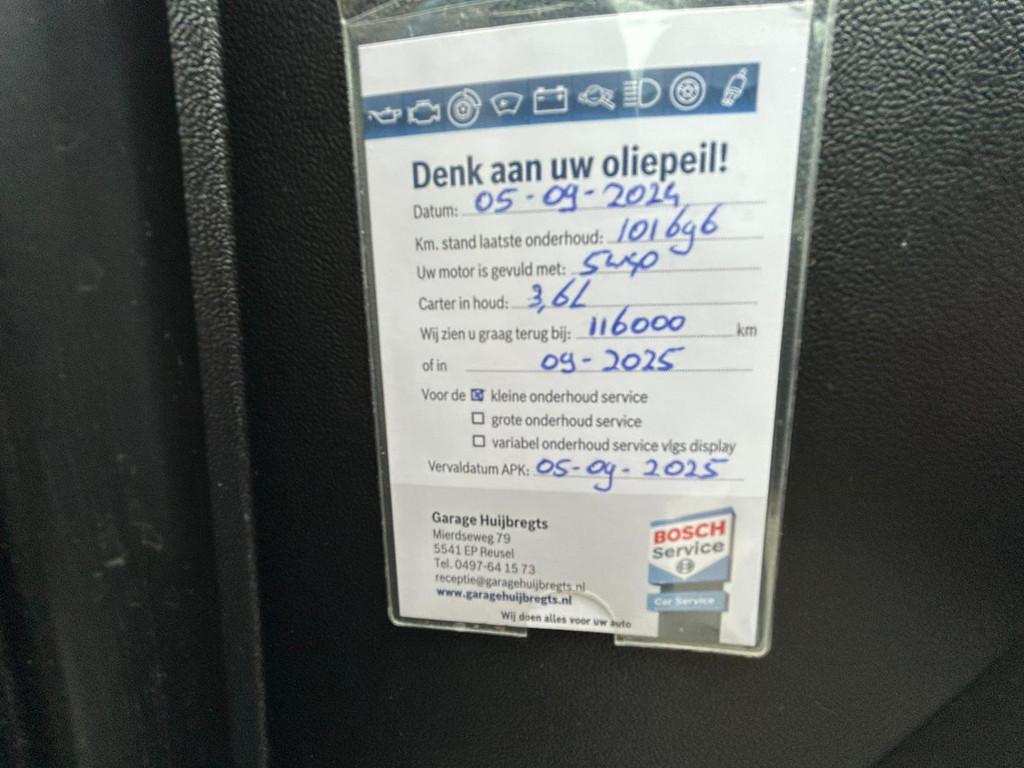 Denk aan uw oliepeil!
Datum: 05-09-2024
Km. stand laatste onderhoud: 101696
Uw motor is gevuld met: 5w40
Carter in houd: 3,6L
Wij zien u graag terug bij: 116000 km
of in 09-2025
Voor de ☒ kleine onderhoud service
☐ grote onderhoud service
☐ variabel onderhoud service vlgs display
Vervaldatum APK: 05-09-2025
Garage Huijbregts
Mierdseweg 79
5541 EP Reusel
Tel. 0497-64 15 73
receptie@garagehuijbregts.nl
www.garagehuijbregts.nl
Wij doen alles voor uw auto
BOSCH
Service
Car Service